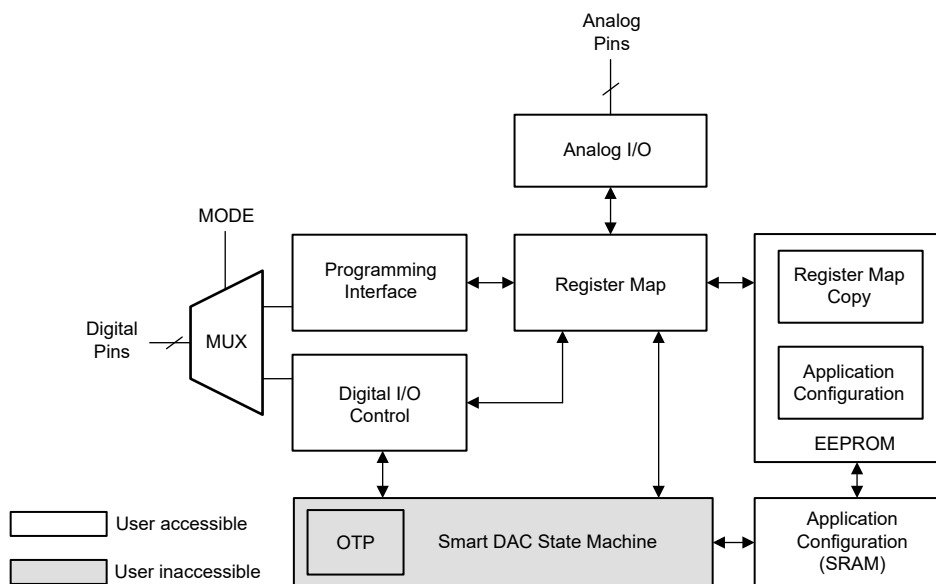 Analog
Pins
Analog I/O
MODE
Programming
Interface
Register Map
Register Map
Copy
Digital
Pins
MUX
Digital I/O
Control
Application
Configuration
EEPROM
User accessible
User inaccessible
OTP
Smart DAC State Machine
Application
Configuration
(SRAM)